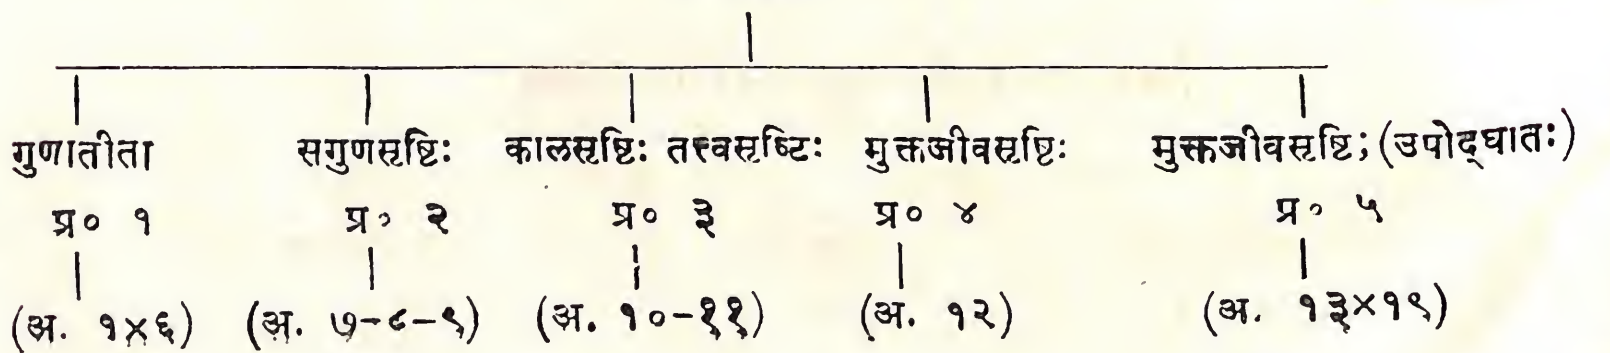 गुणातीता सगुणसृष्टिः कालसृष्टिः तत्त्वसृष्टिः मुक्तजीवसृष्टिः मुक्तजीवसृष्टि; (उपोद्घातः)
प्र० १ प्र० २ प्र० ३ प्र० ४ प्र० ५
(अ. १×६) (अ. ७-८-९) (अ. १०-११) (अ. १२) (अ. १३×१९)